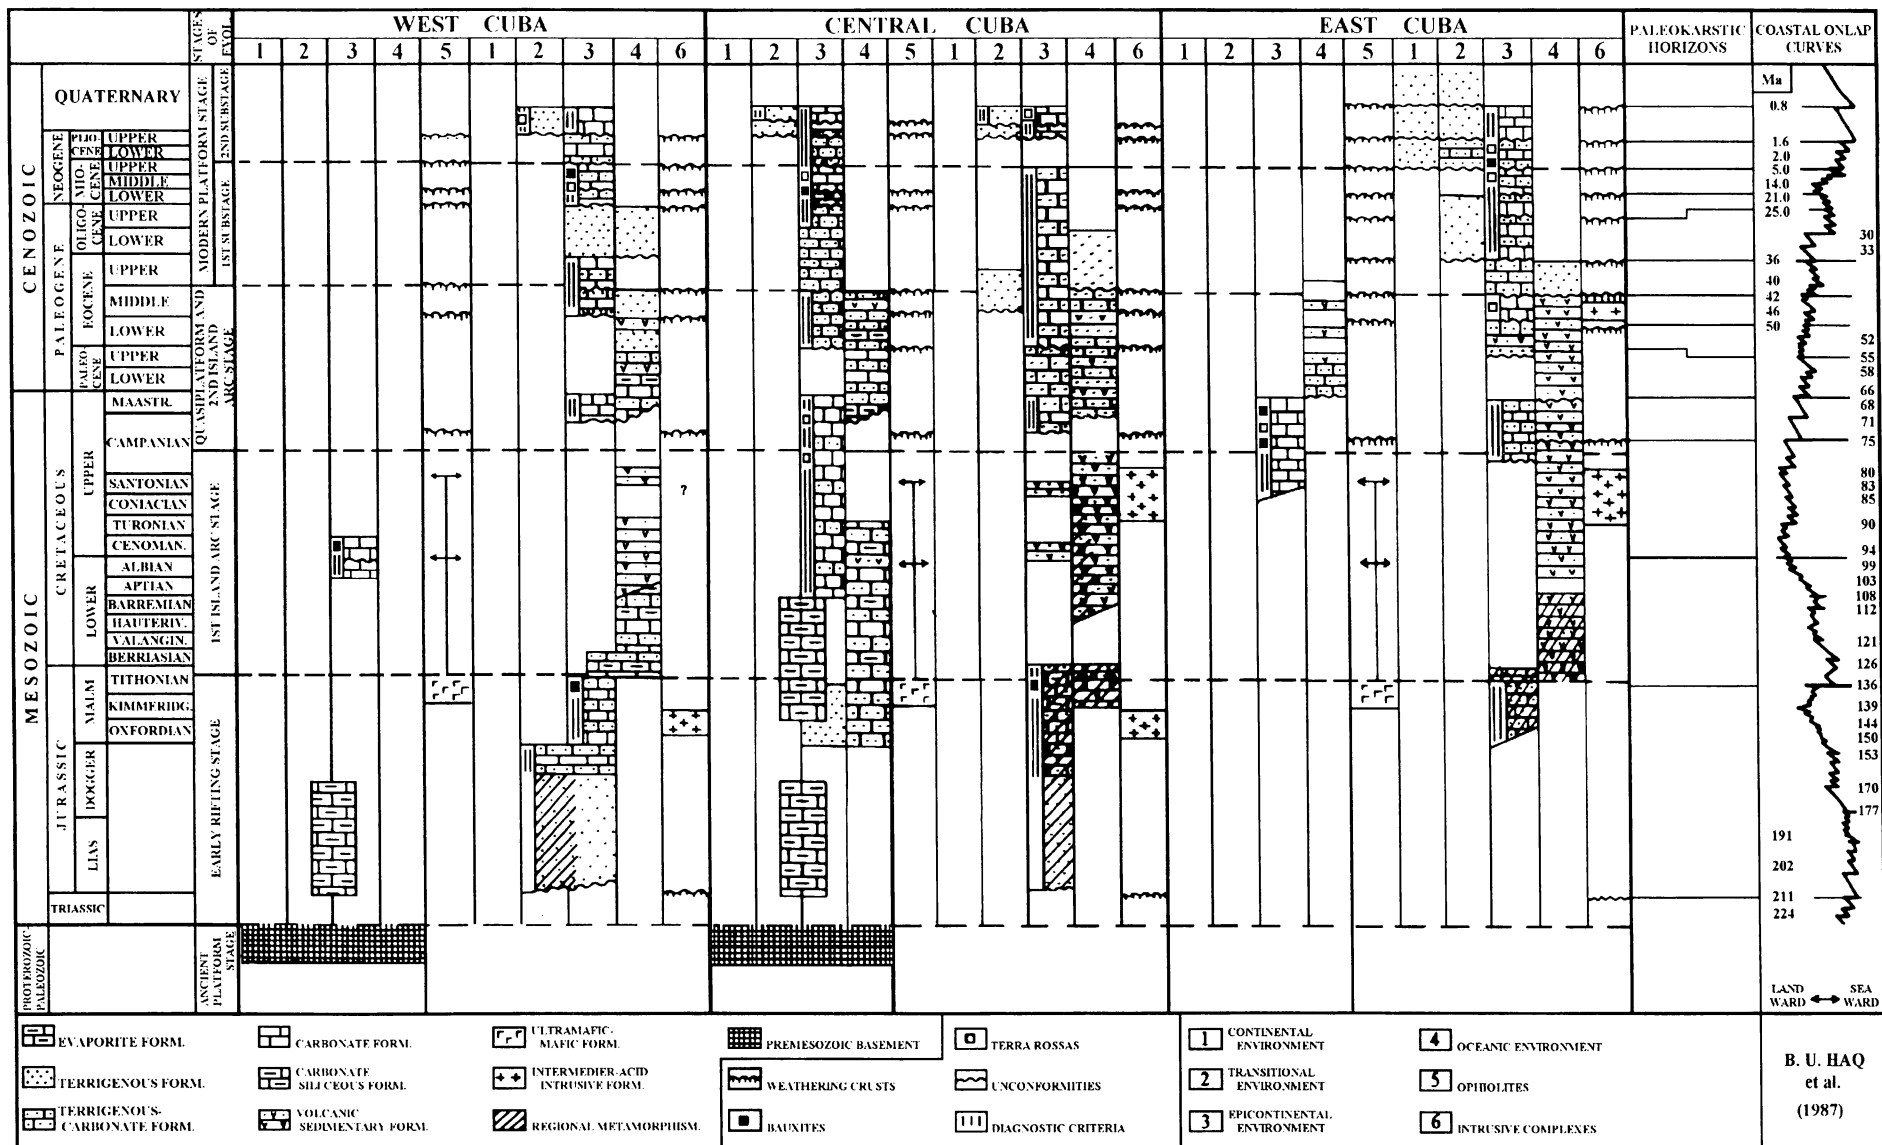 STAGES OF EVOL.
WEST CUBA
CENTRAL CUBA
EAST CUBA
PALEOKARSTIC HORIZONS
COASTAL ONLAP CURVES
1 2 3 4 5 1 2 3 4 6
1 2 3 4 5 1 2 3 4 6
1 2 3 4 5 1 2 3 4 6
CENOZOIC
QUATERNARY
NEOGENE
PLIO-CENE
UPPER
LOWER
MIO-CENE
UPPER
MIDDLE
LOWER
PALEOGENE
OLIGO-CENE
UPPER
LOWER
EOCENE
UPPER
MIDDLE
LOWER
PALEO-CENE
UPPER
LOWER
MESOZOIC
CRETACEOUS
UPPER
MAASTR.
CAMPANIAN
SANTONIAN
CONIACIAN
TURONIAN
CENOMAN.
LOWER
ALBIAN
APTIAN
BARREMIAN
HAUTERIV.
VALANGIN.
BERRIASIAN
JURASSIC
MALM
TITHONIAN
KIMMERIDG.
OXFORDIAN
DOGGER
LIAS
TRIASSIC
PROTEROZOIC-
PALEOZOIC
MODERN PLATFORM STAGE
2ND SUBSTAGE
1ST SUBSTAGE
QUASIPLATFORM AND
2ND ISLAND
ARC STAGE
1ST ISLAND ARC STAGE
EARLY RIFTING STAGE
ANCIENT
PLATFORM
STAGE
?
Ma
0.8
1.6
2.0
5.0
14.0
21.0
25.0
30
33
36
40
42
46
50
52
55
58
66
68
71
75
80
83
85
90
94
99
103
108
112
121
126
136
139
144
150
153
170
177
191
202
211
224
LAND WARD
SEA WARD
EVAPORITE FORM.
TERRIGENOUS FORM.
TERRIGENOUS-
CARBONATE FORM.
CARBONATE FORM.
CARBONATE
SILICEOUS FORM.
VOLCANIC
SEDIMENTARY FORM.
ULTRAMAFIC-
MAFIC FORM.
INTERMEDIER-ACID
INTRUSIVE FORM.
REGIONAL METAMORPHISM.
PREMESOZOIC BASEMENT
WEATHERING CRUSTS
BAUXITES
TERRA ROSSAS
UNCONFORMITIES
DIAGNOSTIC CRITERIA
1 CONTINENTAL
ENVIRONMENT
2 TRANSITIONAL
ENVIRONMENT
3 EPICONTINENTAL
ENVIRONMENT
4 OCEANIC ENVIRONMENT
5 OPHIOLITES
6 INTRUSIVE COMPLEXES
B. U. HAQ
et al.
(1987)